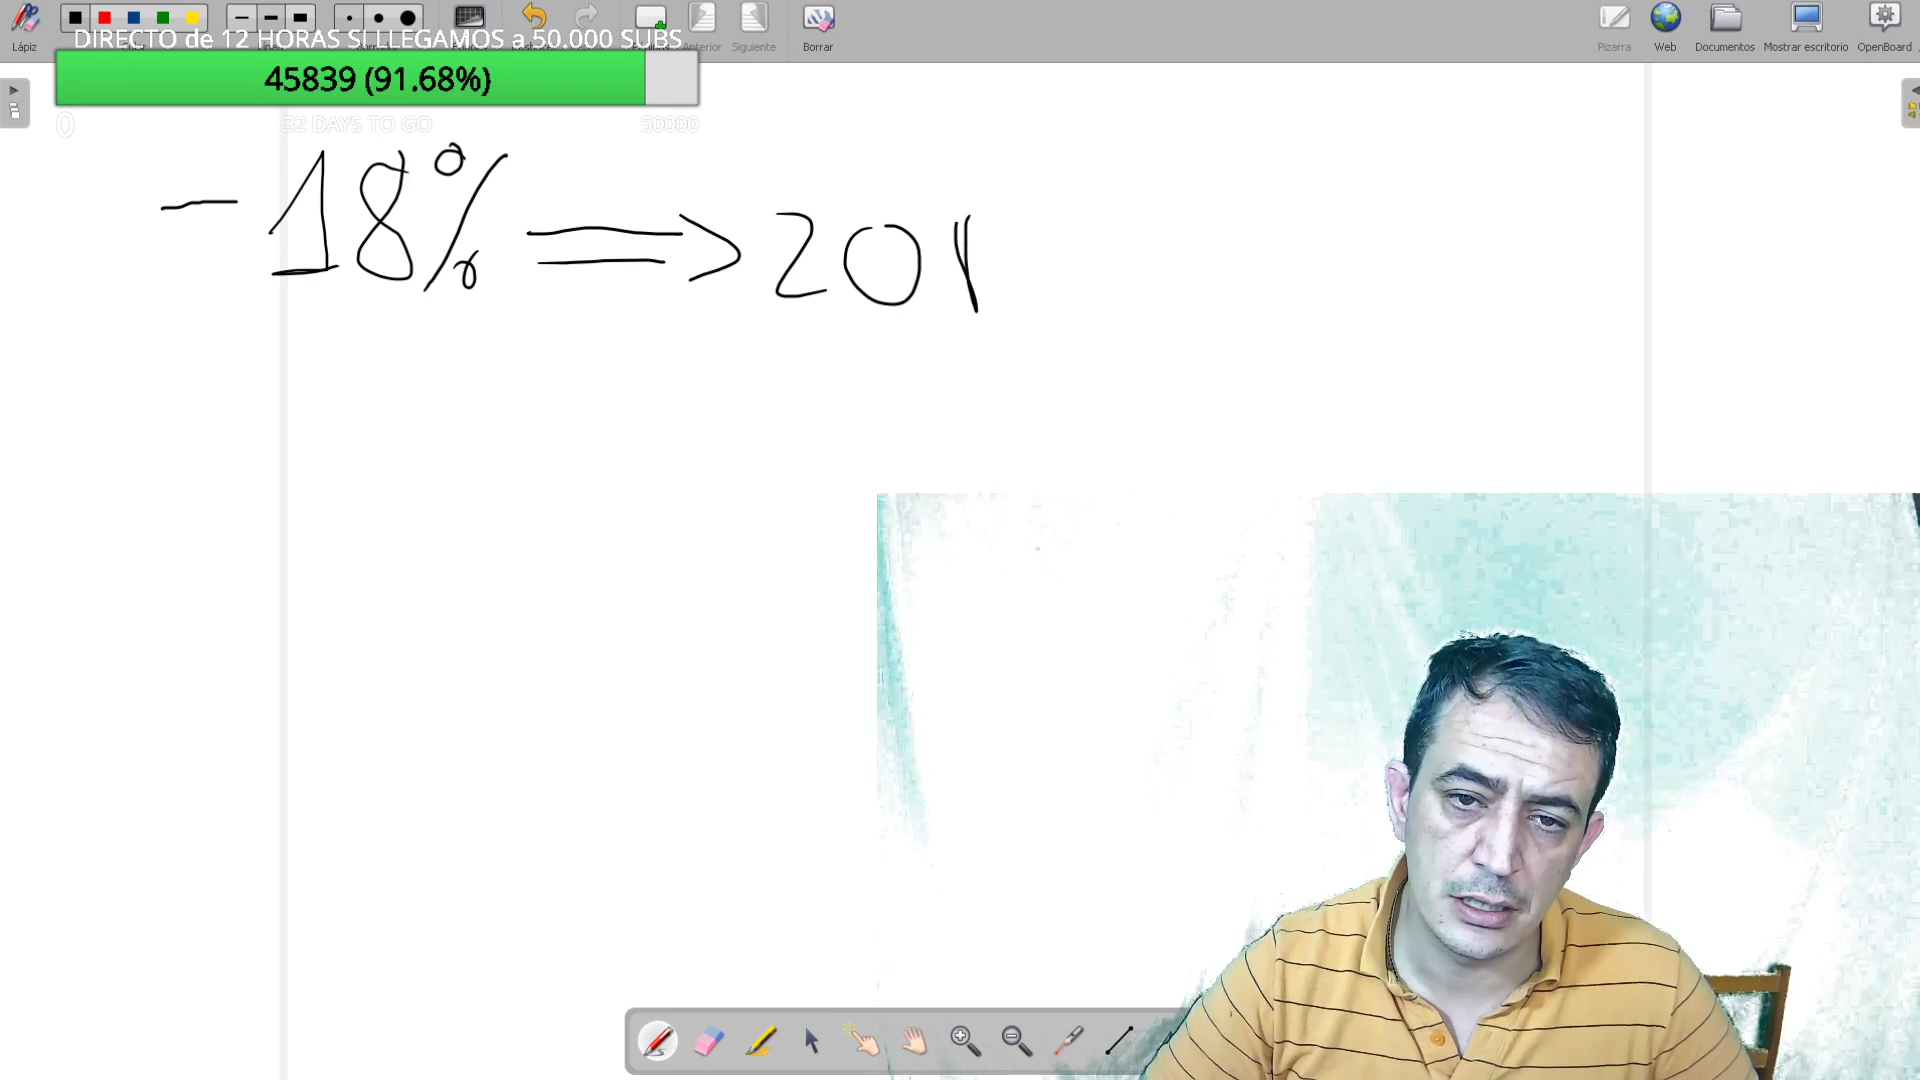 Lápiz
DIRECTO de 12 HORAS SI LLEGAMOS a 50.000 SUBS
Anterior
Siguiente
Borrar
Pizarra
Web
Documentos
Mostrar escritorio
OpenBoard
45839 (91.68%)
0
32 DAYS TO GO
50000
- 18% => 201